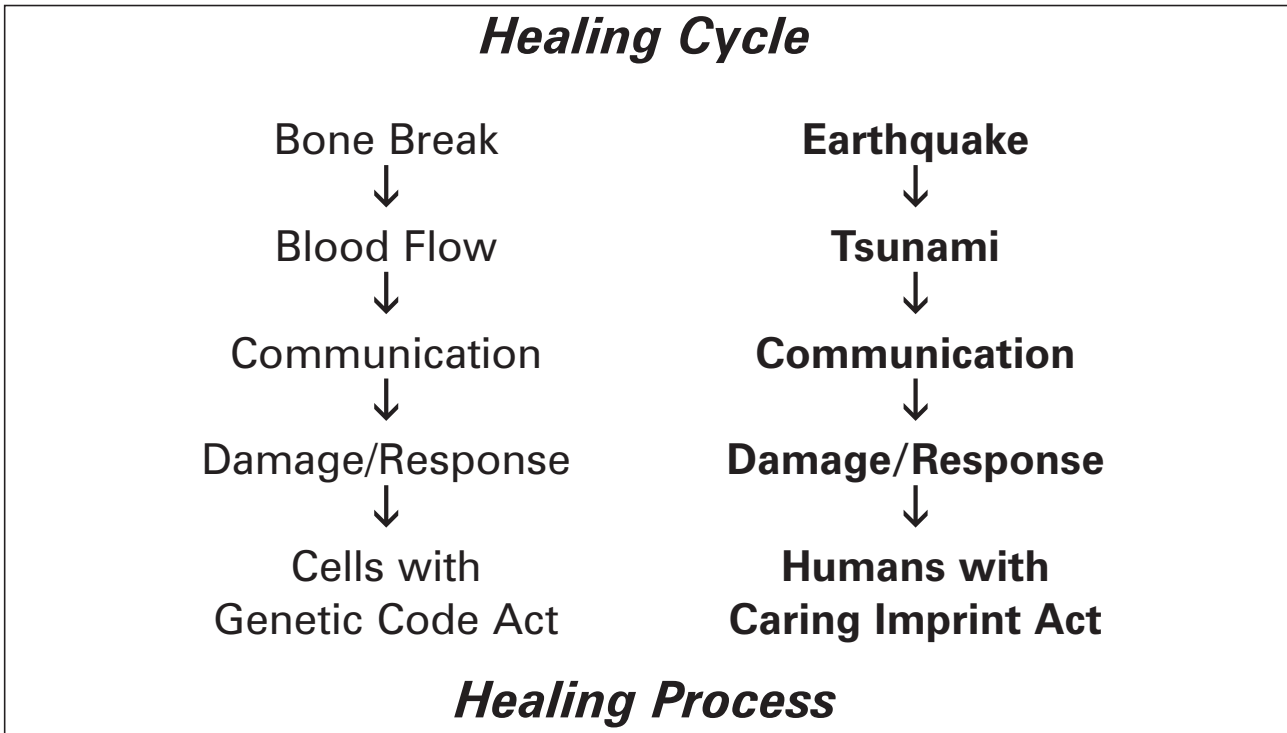 Healing Cycle
Bone Break
↓
Blood Flow
↓
Communication
↓
Damage/Response
↓
Cells with
Genetic Code Act
Earthquake
↓
Tsunami
↓
Communication
↓
Damage/Response
↓
Humans with
Caring Imprint Act
Healing Process